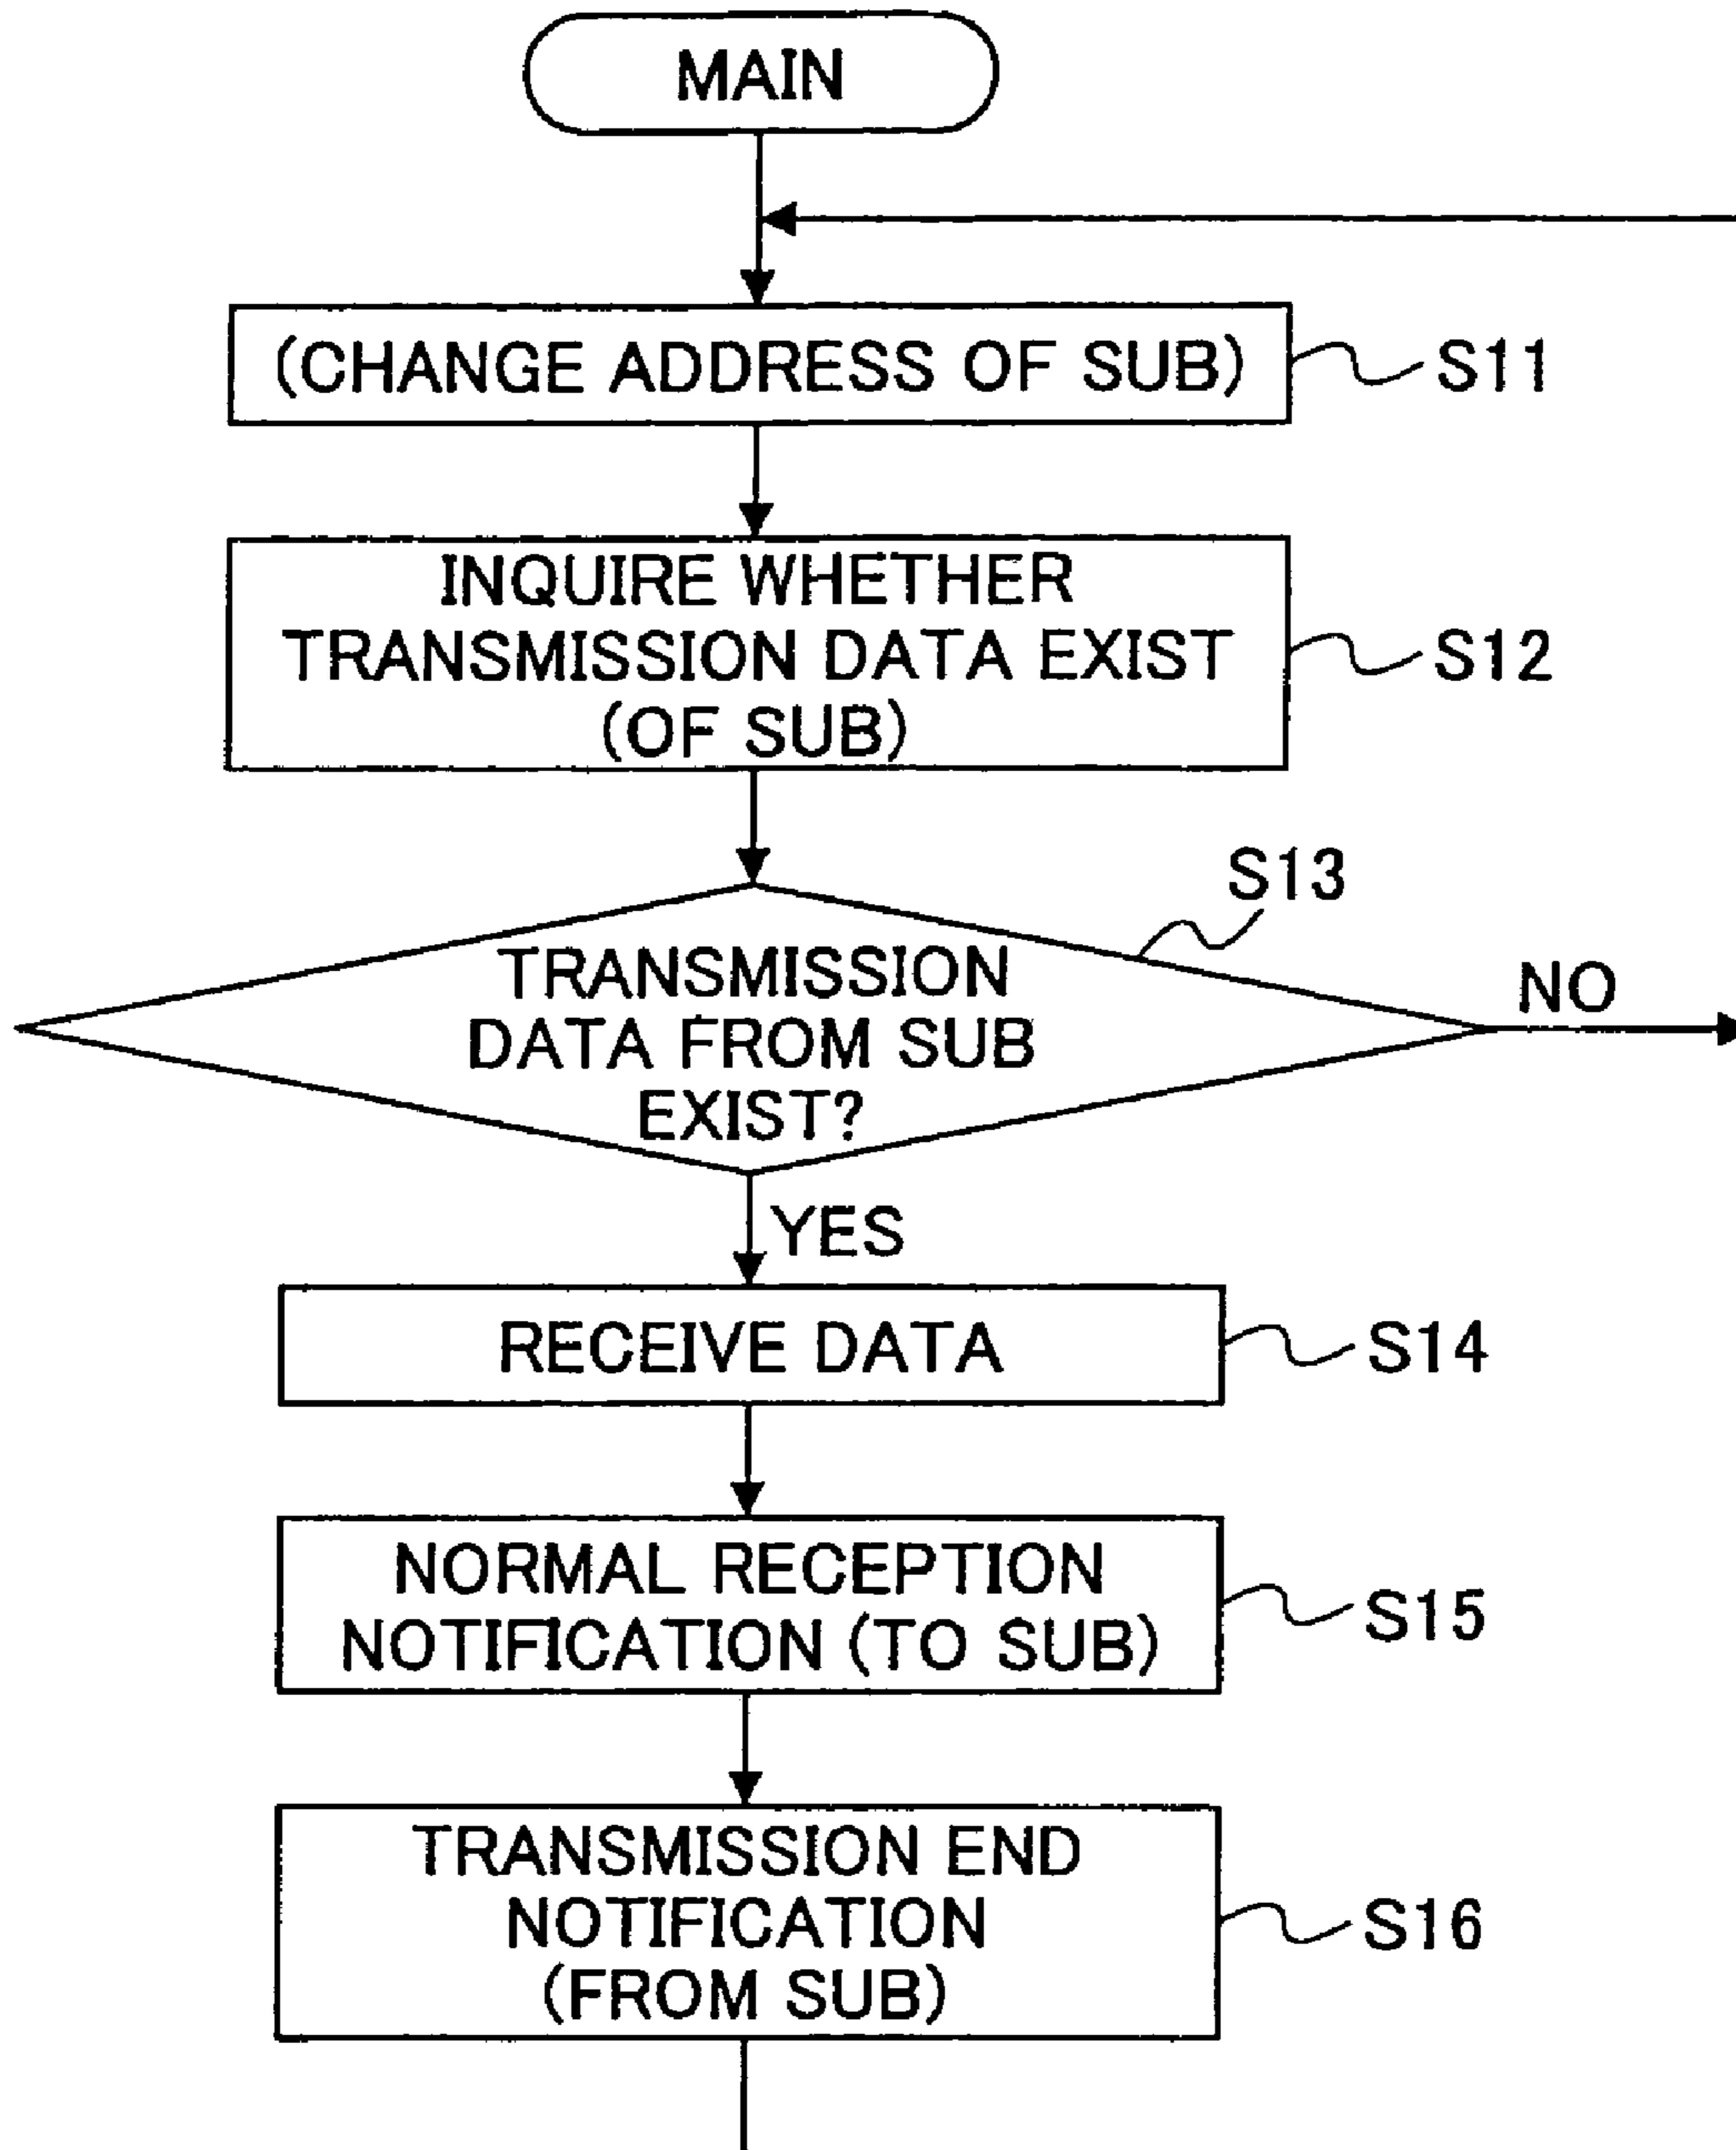 MAIN
(CHANGE ADDRESS OF SUB)
S11
INQUIRE WHETHER
TRANSMISSION DATA EXIST
(OF SUB)
S12
S13
TRANSMISSION
DATA FROM SUB
EXIST?
NO
YES
RECEIVE DATA
S14
NORMAL RECEPTION
NOTIFICATION (TO SUB)
S15
TRANSMISSION END
NOTIFICATION
(FROM SUB)
S16